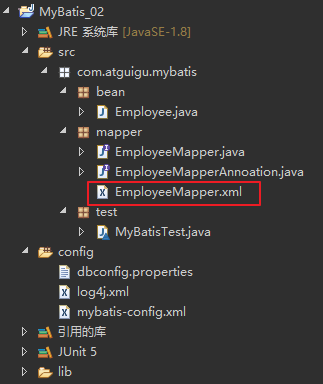 MyBatis_02
JRE 系统库 [JavaSE-1.8]
src
com.atguigu.mybatis
bean
Employee.java
mapper
EmployeeMapper.java
EmployeeMapperAnnoation.java
EmployeeMapper.xml
test
MyBatisTest.java
config
dbconfig.properties
log4j.xml
mybatis-config.xml
引用的库
JUnit 5
lib